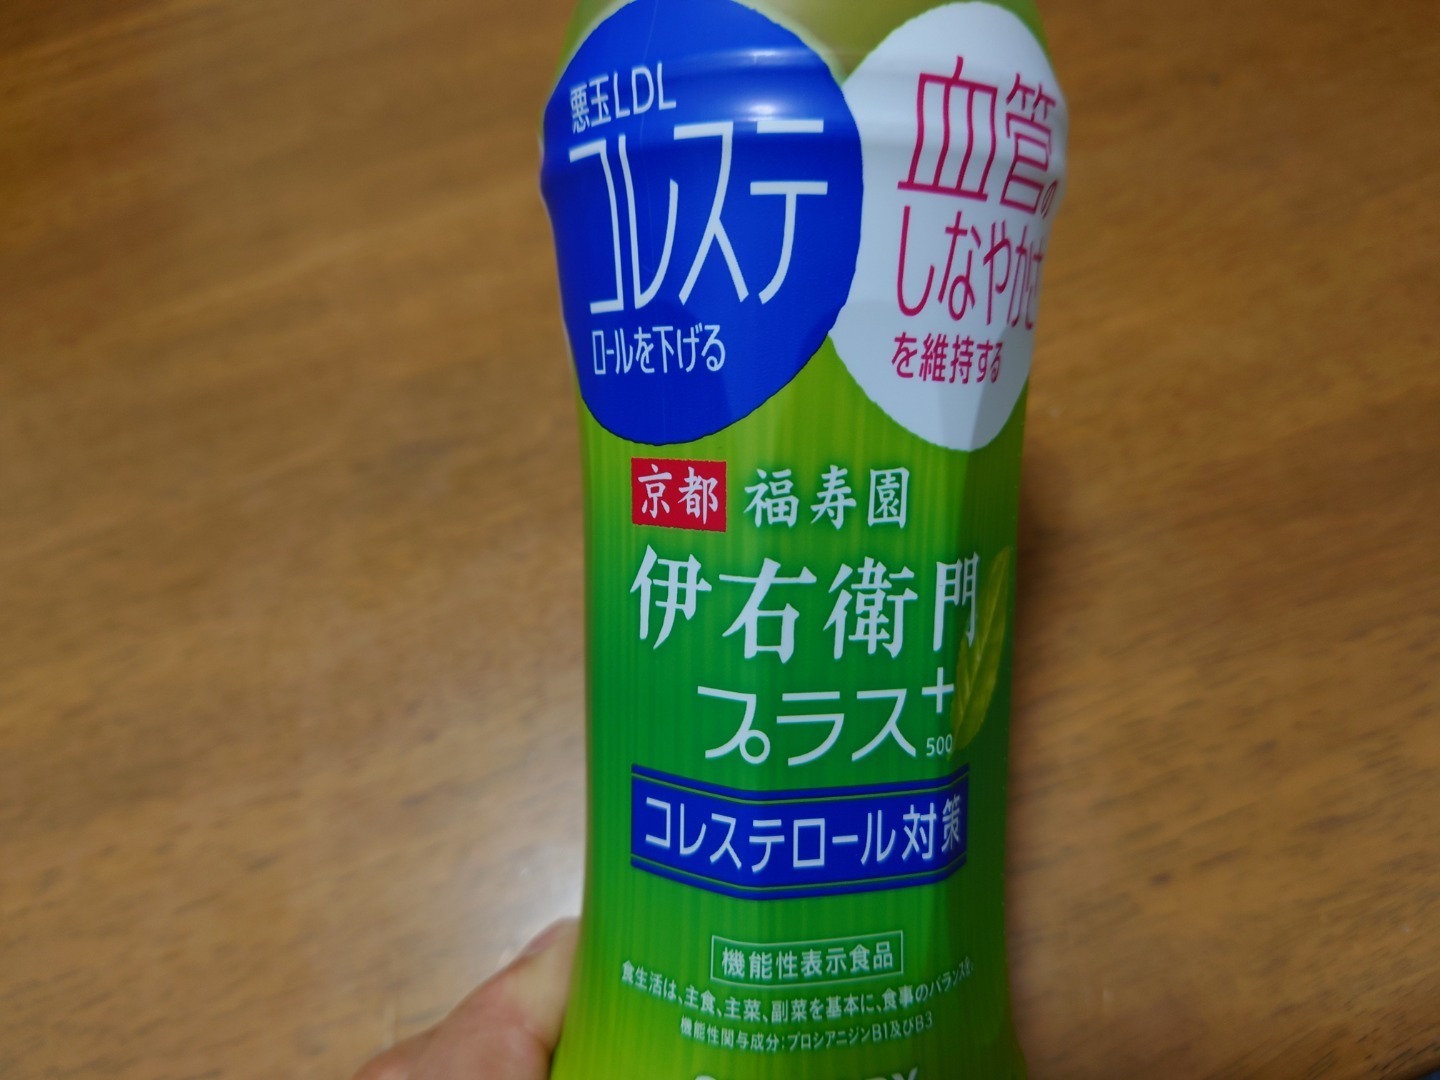 悪玉LDL
コレステ
ロールを下げる
血管の
しなやかさ
を維持する
京都 福寿園
伊右衛門
プラス+
500
コレステロール対策
機能性表示食品
食生活は、主食、主菜、副菜を基本に、食事のバランスを。
機能性関与成分:プロシアニジンB1及びB3